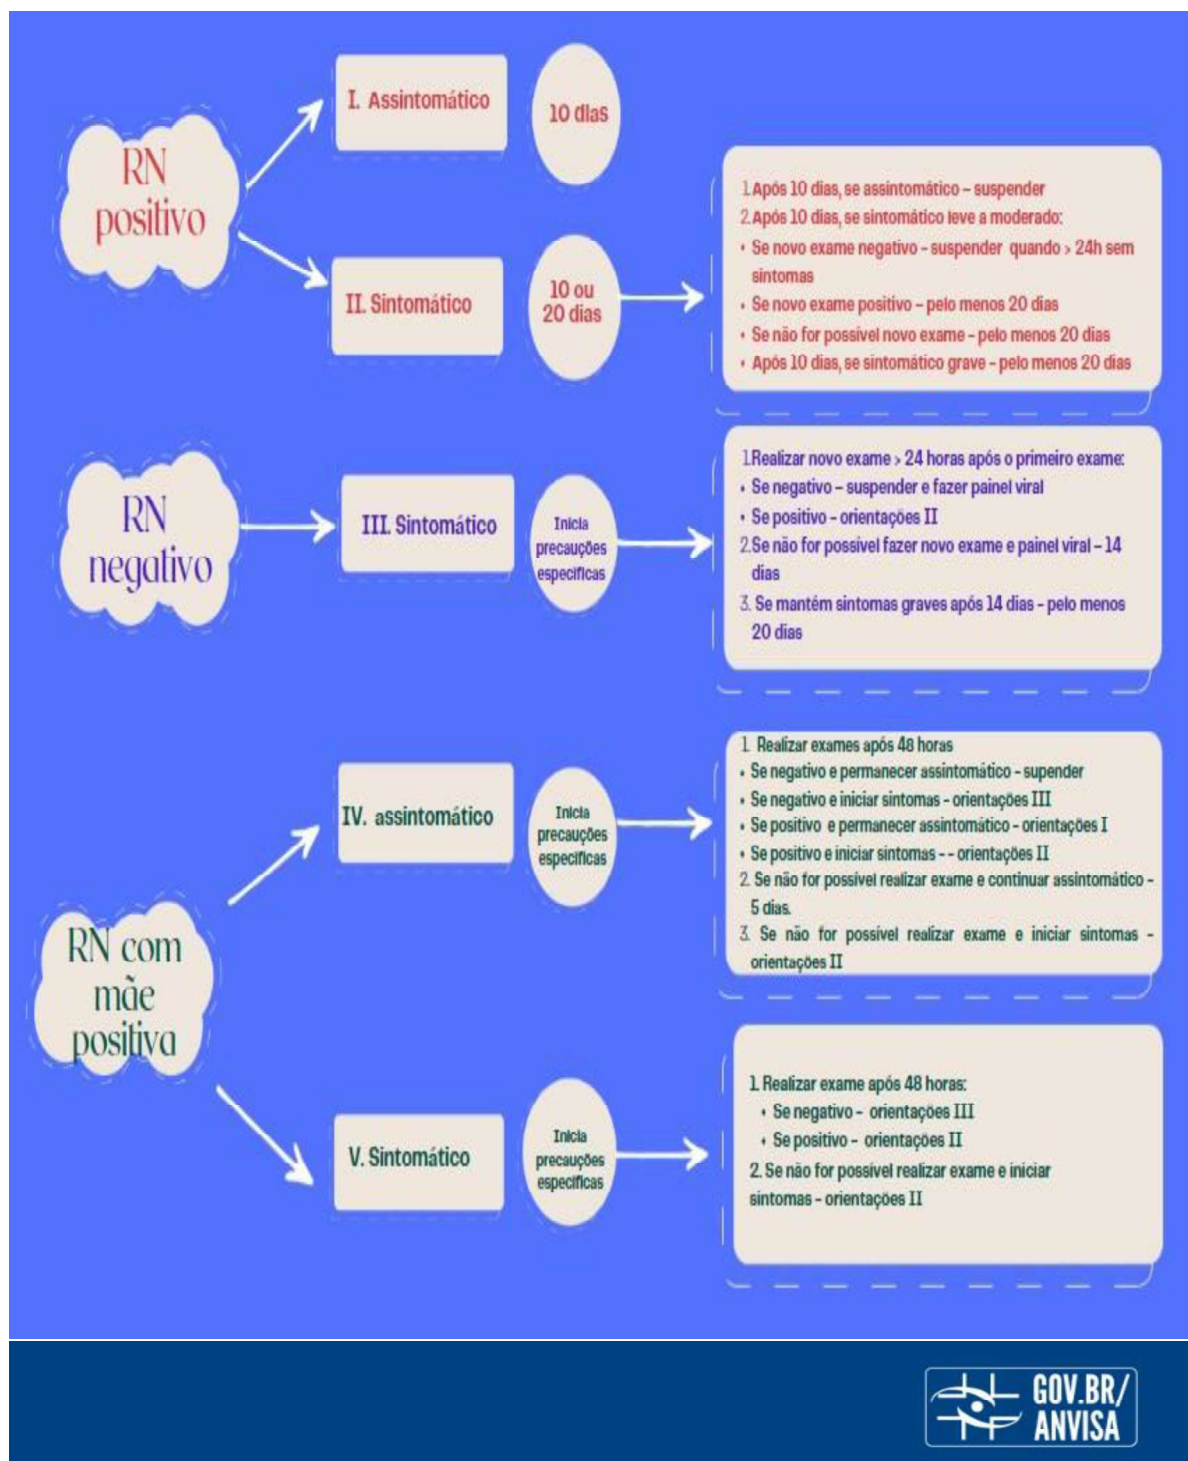 RN
positivo
I. Assintomático
10 dias
II. Sintomático
10 ou
20 dias
1. Após 10 dias, se assintomático – suspender
2. Após 10 dias, se sintomático leve a moderado:
• Se novo exame negativo – suspender quando > 24h sem
sintomas
• Se novo exame positivo – pelo menos 20 dias
• Se não for possível novo exame – pelo menos 20 dias
• Após 10 dias, se sintomático grave – pelo menos 20 dias
RN
negativo
III. Sintomático
Inicia
precauções
específicas
1. Realizar novo exame > 24 horas após o primeiro exame:
• Se negativo – suspender e fazer painel viral
• Se positivo - orientações II
2. Se não for possível fazer novo exame e painel viral – 14
dias
3. Se mantém sintomas graves após 14 dias – pelo menos
20 dias
RN com
mãe
positiva
IV. assintomático
Inicia
precauções
específicas
1. Realizar exames após 48 horas
• Se negativo e permanecer assintomático - supender
• Se negativo e iniciar sintomas - orientações III
• Se positivo e permanecer assintomático - orientações I
• Se positivo e iniciar sintomas - - orientações II
2. Se não for possível realizar exame e continuar assintomático -
5 dias.
3. Se não for possível realizar exame e iniciar sintomas -
orientações II
V. Sintomático
Inicia
precauções
específicas
1. Realizar exame após 48 horas:
• Se negativo - orientações III
• Se positivo - orientações II
2. Se não for possível realizar exame e iniciar
sintomas - orientações II
GOV.BR/
ANVISA